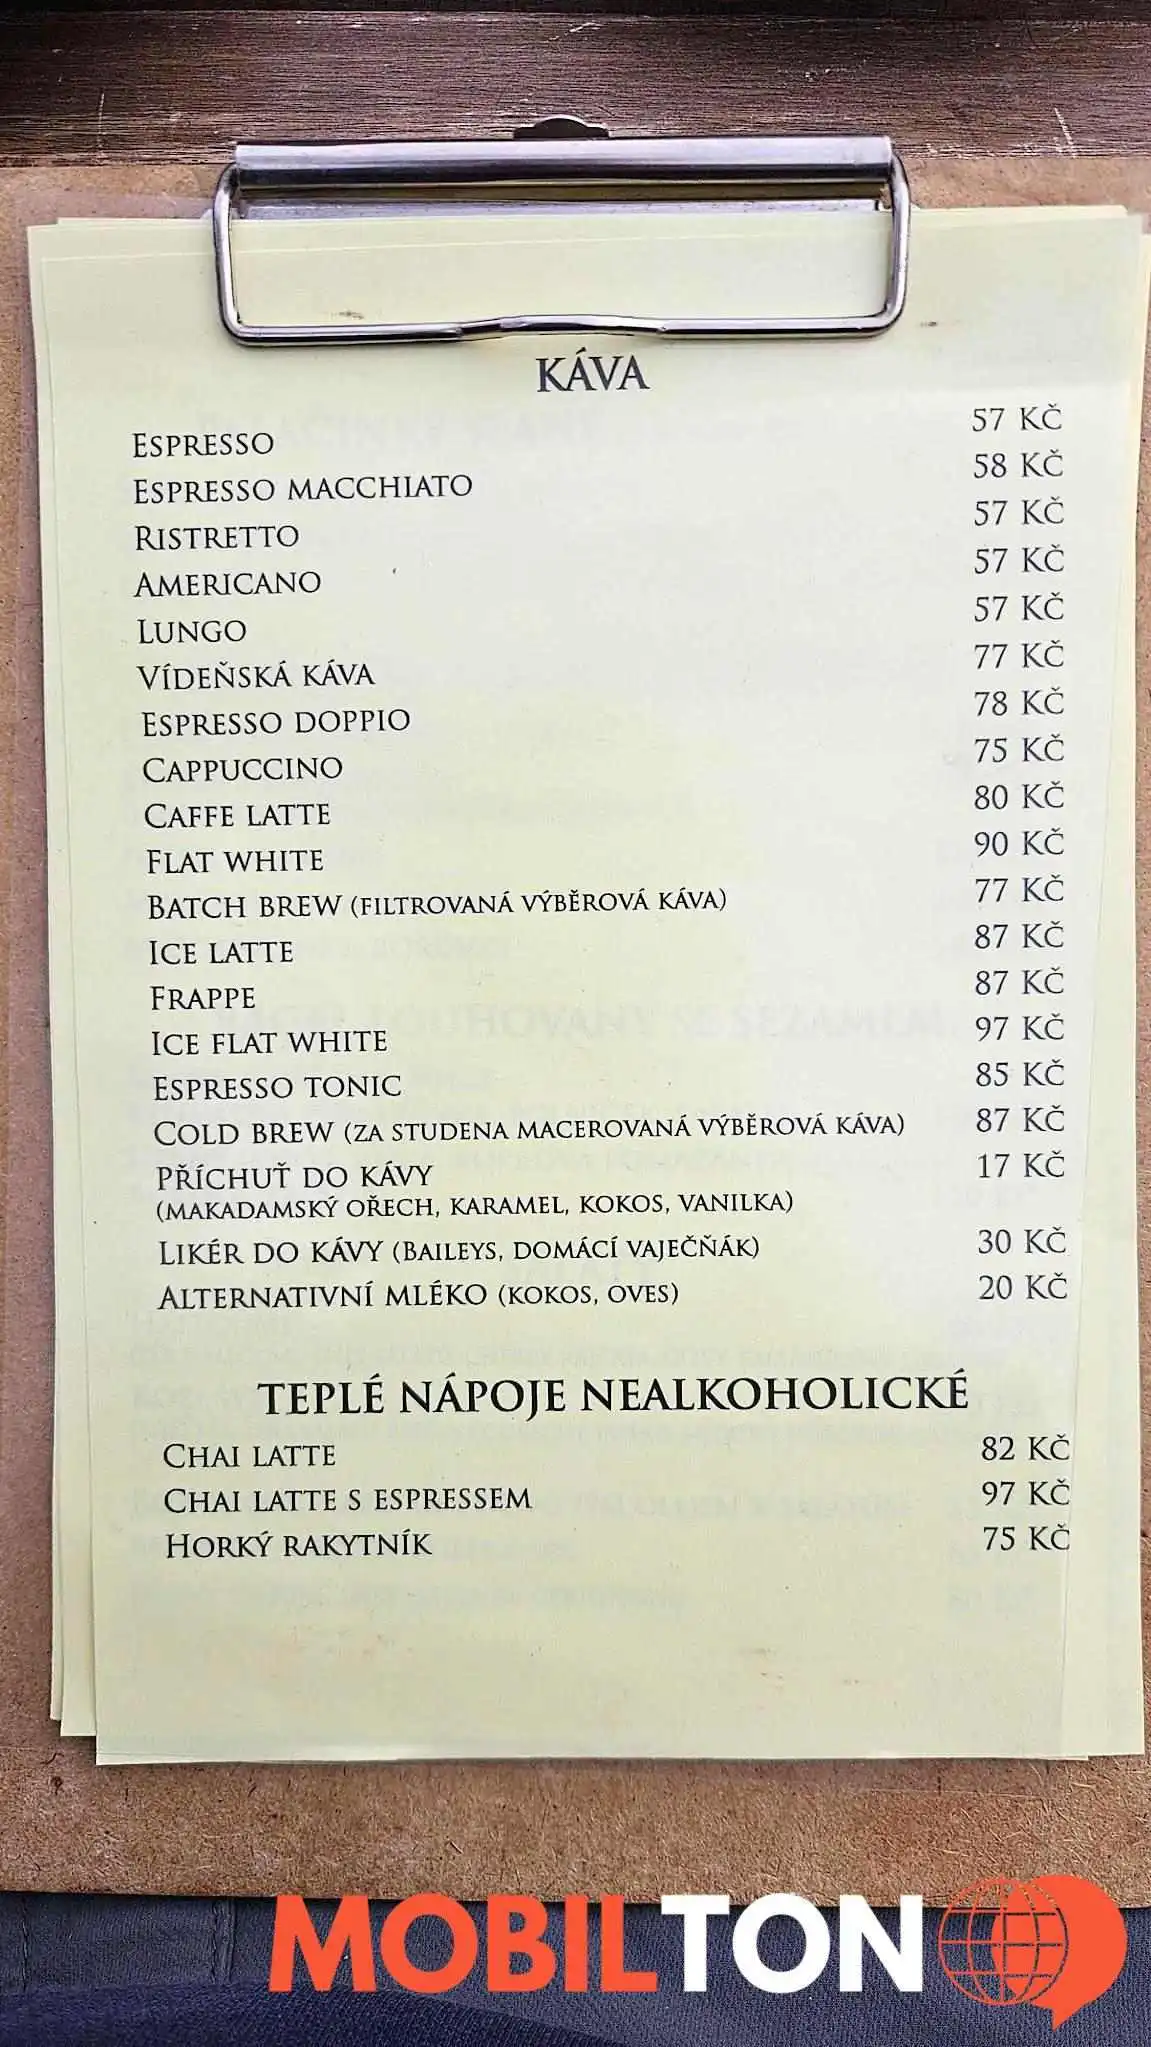 KÁVA
ESPRESSO 57 KČ
ESPRESSO MACCHIATO 58 KČ
RISTRETTO 57 KČ
AMERICANO 57 KČ
LUNGO 57 KČ
VÍDEŇSKÁ KÁVA 77 KČ
ESPRESSO DOPPIO 78 KČ
CAPPUCCINO 75 KČ
CAFFE LATTE 80 KČ
FLAT WHITE 90 KČ
BATCH BREW (FILTROVANÁ VÝBĚROVÁ KÁVA) 77 KČ
ICE LATTE 87 KČ
FRAPPE 87 KČ
ICE FLAT WHITE 97 KČ
ESPRESSO TONIC 85 KČ
COLD BREW (ZA STUDENA MACEROVANÁ VÝBĚROVÁ KÁVA) 87 KČ
PŘÍCHUŤ DO KÁVY 17 KČ
(MAKADAMSKÝ OŘECH, KARAMEL, KOKOS, VANILKA)
LIKÉR DO KÁVY (BAILEYS, DOMÁCÍ VAJEČŇÁK) 30 KČ
ALTERNATIVNÍ MLÉKO (KOKOS, OVES) 20 KČ
TEPLÉ NÁPOJE NEALKOHOLICKÉ
CHAI LATTE 82 KČ
CHAI LATTE S ESPRESSEM 97 KČ
HORKÝ RAKYTNÍK 75 KČ
MOBILTON